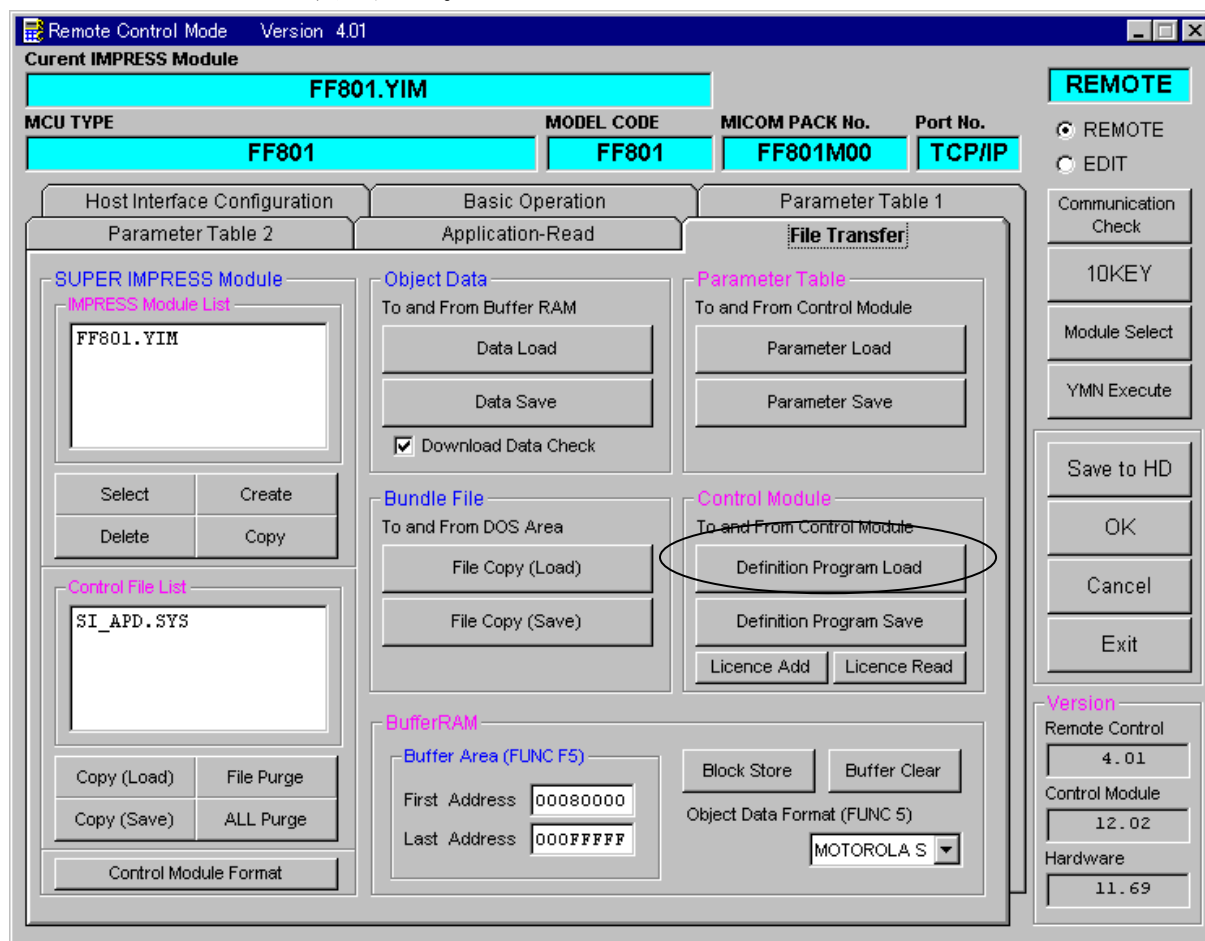 Remote Control Mode Version 4.01
Curent IMPRESS Module
FF801.YIM
MCU TYPE
MODEL CODE
MICOM PACK No.
Port No.
FF801
FF801
FF801M00
TCP/IP
REMOTE
REMOTE
EDIT
Host Interface Configuration
Basic Operation
Parameter Table 1
Parameter Table 2
Application-Read
File Transfer
SUPER IMPRESS Module
IMPRESS Module List
FF801.YIM
Select
Create
Delete
Copy
Control File List
SI_APD.SYS
Copy (Load)
File Purge
Copy (Save)
ALL Purge
Control Module Format
Object Data
To and From Buffer RAM
Data Load
Data Save
Download Data Check
Parameter Table
To and From Control Module
Parameter Load
Parameter Save
Bundle File
To and From DOS Area
File Copy (Load)
File Copy (Save)
Control Module
To and From Control Module
Definition Program Load
Definition Program Save
Licence Add
Licence Read
BufferRAM
Buffer Area (FUNC F5)
First Address 00080000
Last Address 000FFFFF
Block Store
Buffer Clear
Object Data Format (FUNC 5)
MOTOROLA S
Communication
Check
10KEY
Module Select
YMN Execute
Save to HD
OK
Cancel
Exit
Version
Remote Control
4.01
Control Module
12.02
Hardware
11.69